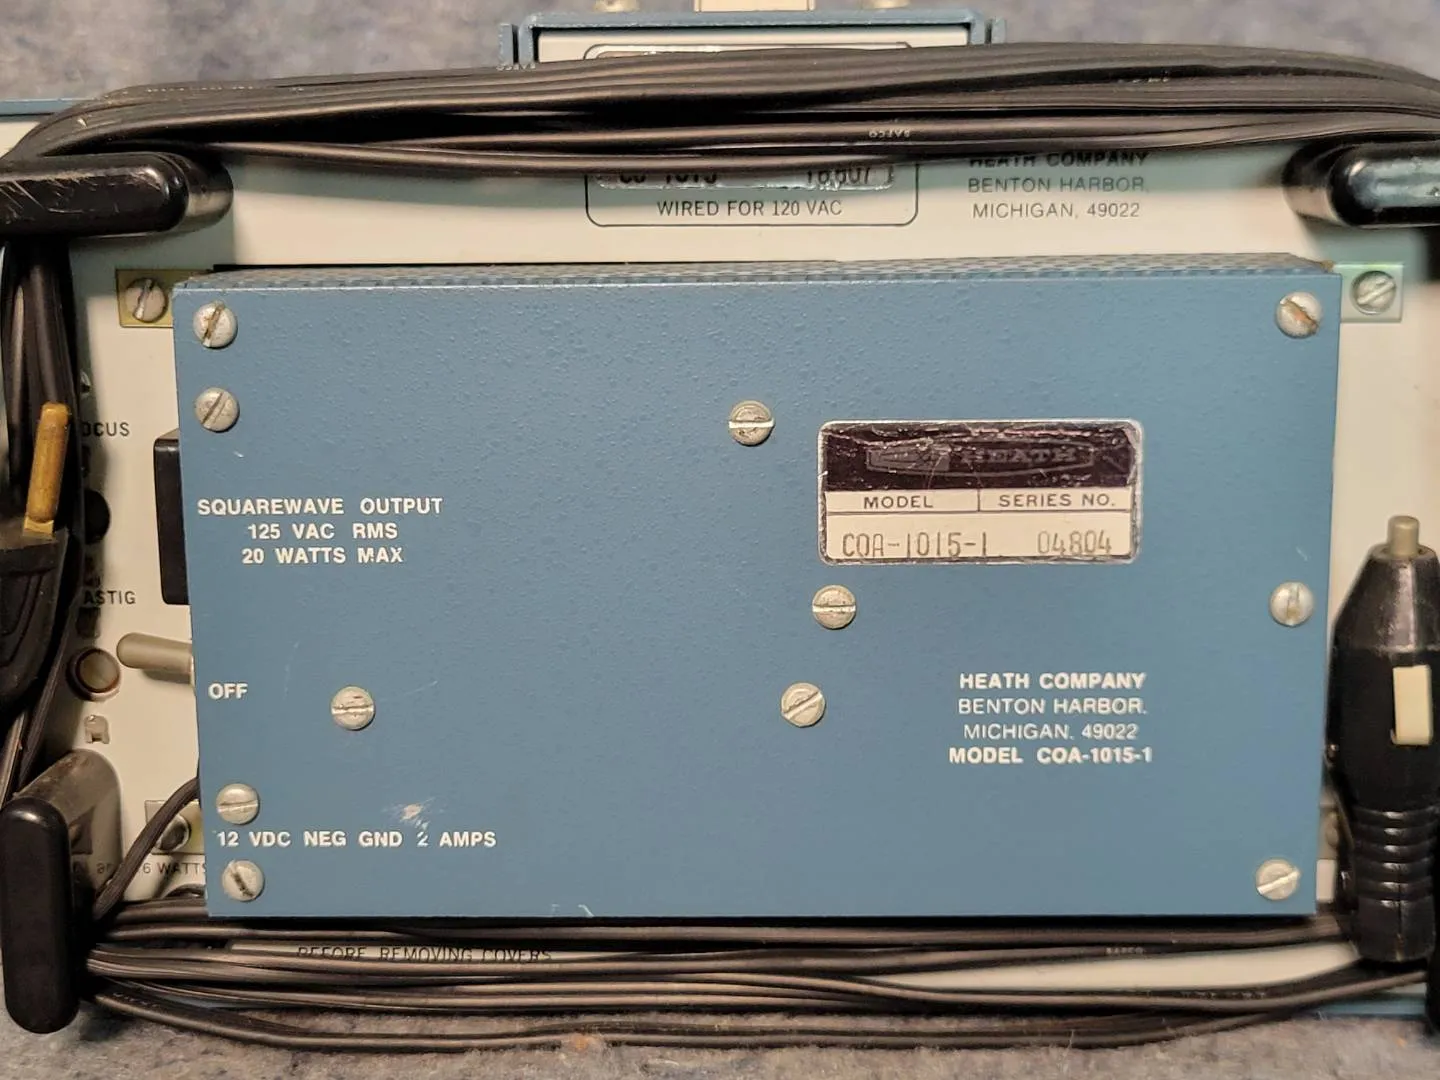 HEATH COMPANY
BENTON HARBOR,
MICHIGAN, 49022
WIRED FOR 120 VAC
OCUS
ASTIG
SQUAREWAVE OUTPUT
125 VAC RMS
20 WATTS MAX
HEATH
MODEL SERIES NO.
COA-1015-1 04804
OFF
HEATH COMPANY
BENTON HARBOR,
MICHIGAN, 49022
MODEL COA-1015-1
12 VDC NEG GND 2 AMPS
WATTS
BEFORE REMOVING COVERS